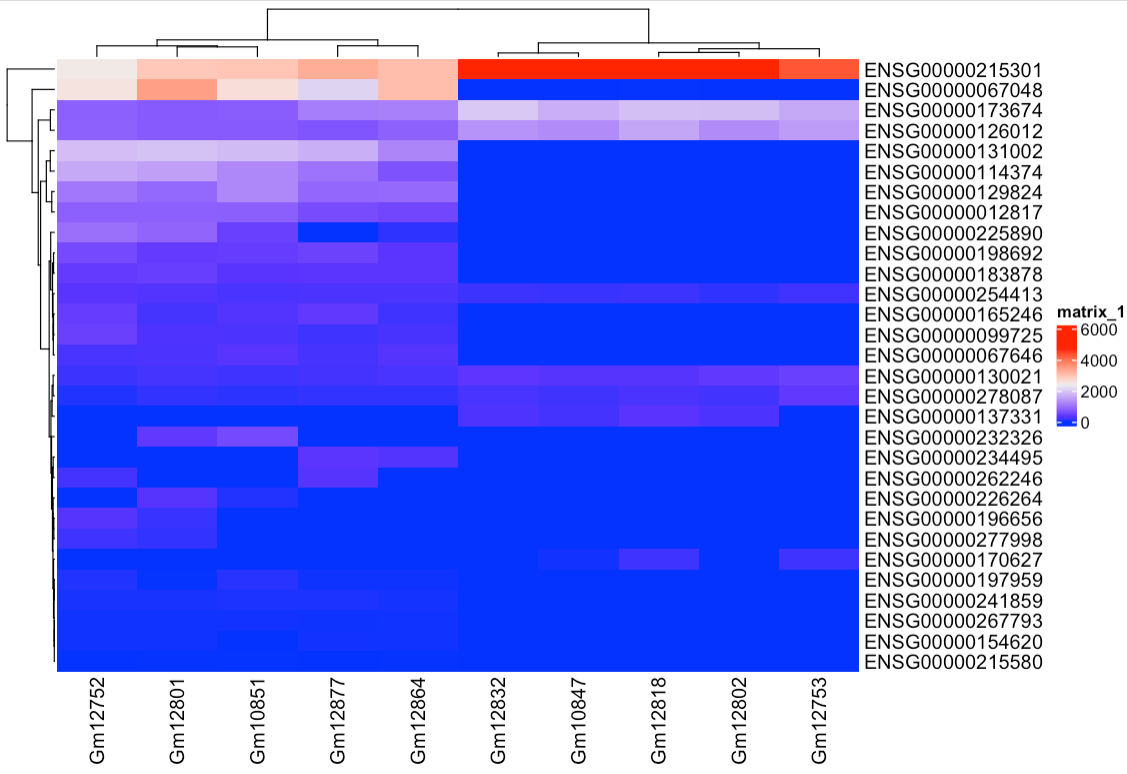 ENSG00000215301
ENSG00000067048
ENSG00000173674
ENSG00000126012
ENSG00000131002
ENSG00000114374
ENSG00000129824
ENSG00000012817
ENSG00000225890
ENSG00000198692
ENSG00000183878
ENSG00000254413
ENSG00000165246
ENSG00000099725
ENSG00000067646
ENSG00000130021
ENSG00000278087
ENSG00000137331
ENSG00000232326
ENSG00000234495
ENSG00000262246
ENSG00000226264
ENSG00000196656
ENSG00000277998
ENSG00000170627
ENSG00000197959
ENSG00000241859
ENSG00000267793
ENSG00000154620
ENSG00000215580
matrix_1
6000
4000
2000
0
Gm12752
Gm12801
Gm10851
Gm12877
Gm12864
Gm12832
Gm10847
Gm12818
Gm12802
Gm12753